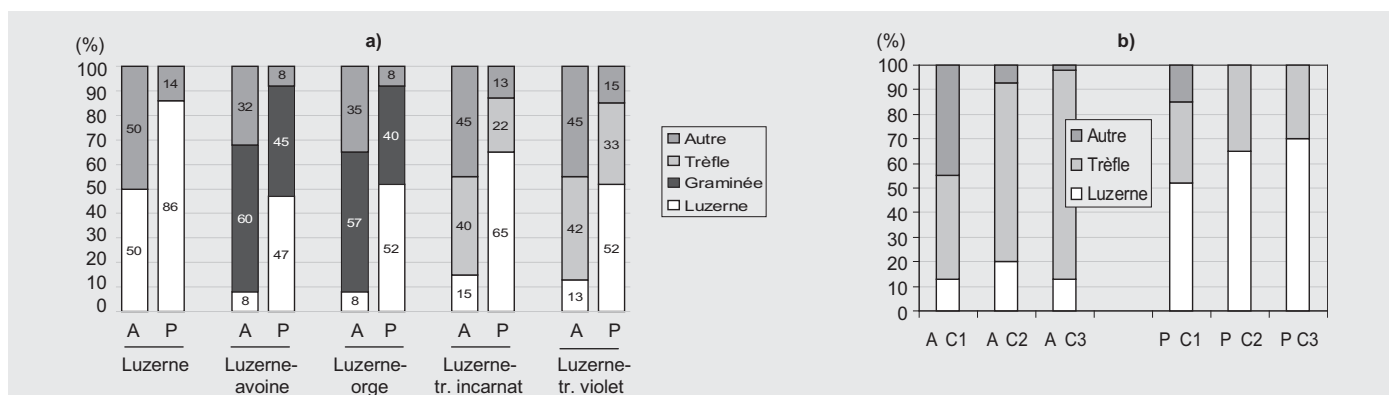 a)
(%)
100
90
80
70
60
50
40
30
20
10
0
50
50
14
86
32
60
8
8
45
47
35
57
8
8
40
52
45
40
15
13
22
65
45
42
13
15
33
52
A P A P A P A P A P
Luzerne
Luzerne-
avoine
Luzerne-
orge
Luzerne-
tr. incarnat
Luzerne-
tr. violet
Autre
Trèfle
Graminée
Luzerne
b)
(%)
100
90
80
70
60
50
40
30
20
10
0
Autre
Trèfle
Luzerne
A C1 A C2 A C3 P C1 P C2 P C3